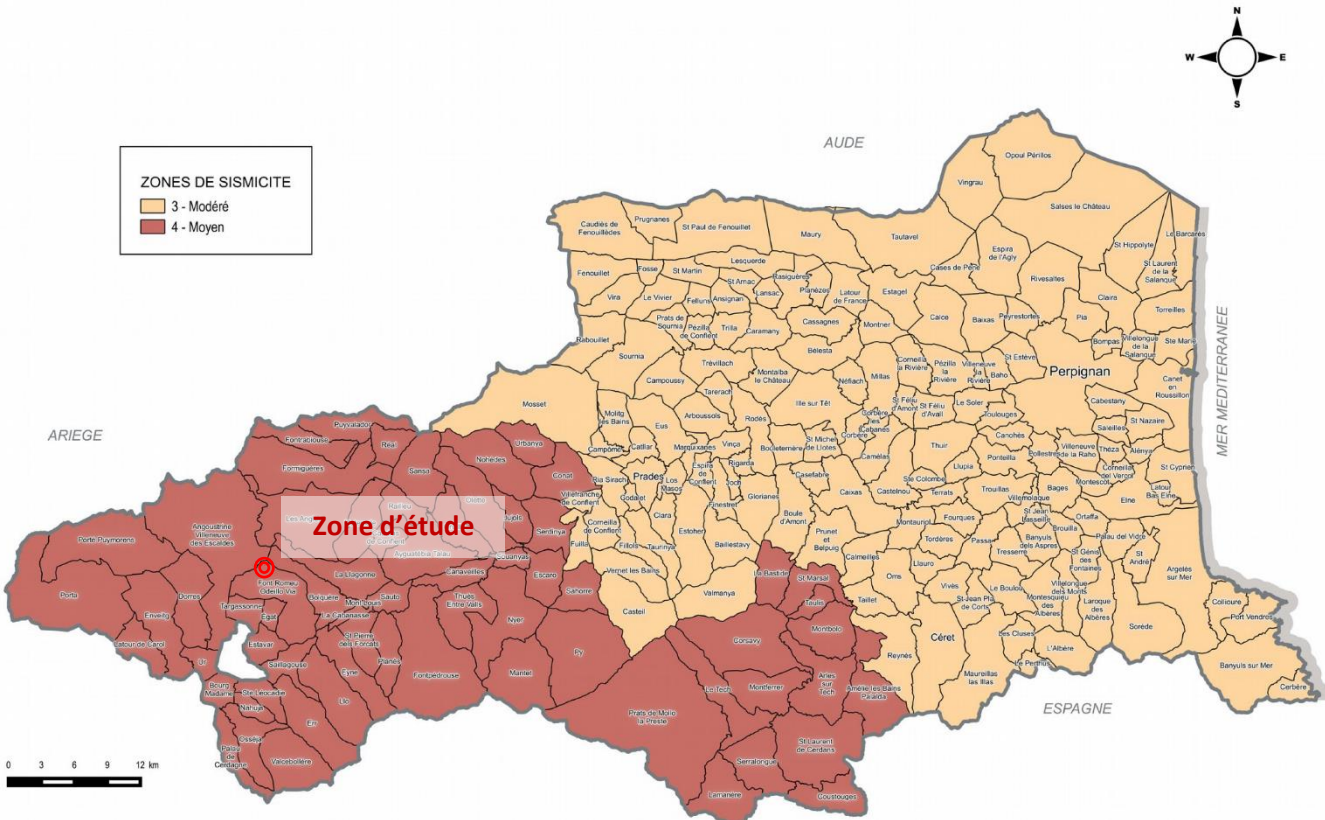 N
W
E
S
AUDE
ZONES DE SISMICITE
3 - Modéré
4 - Moyen
ARIEGE
MER MEDITERRANEE
ESPAGNE
Zone d'étude
0 3 6 9 12 km
Opoul Périllos
Vingrau
Salses le Château
Caudiès de
Fenouillèdes
Prugnanes
St Paul de Fenouillet
Maury
Tautavel
Le Barcarès
St Hippolyte
Espira
de l'Agly
Cases de Pène
Rivesaltes
St Laurent
de la
Salanque
Lesquerde
Fenouillet
Fosse
St Martin
St Arnac
Rasiguères
Lansac
Planèzes
Latour
de France
Estagel
Claira
Vira
Le Vivier
Felluns
Ansignan
Torreilles
Prats de
Sournia
Pézilla
de Conflent
Trilla
Caramany
Cassagnes
Montner
Calce
Baixas
Peyrestortes
Pia
Bompas
Villelongue
de la
Salanque
Ste Marie
Rabouillet
Sournia
Trévillach
Bélesta
Corneilla
la Rivière
Pézilla
la
Rivière
Villeneuve
la
Rivière
Baho
St Estève
Perpignan
Canet
en
Roussillon
Campoussy
Montalba
le Château
Tarerach
Néfiach
Millas
Mosset
Molitg
les Bains
Eus
Arboussols
Rodès
Ille sur Têt
St Féliu
d'Amont
St Féliu
d'Avall
Le Soler
Toulouges
Cabestany
Saleilles
St Nazaire
Corbère
les
Cabanes
Corbère
Campôme
Catllar
Marquixanes
Vinça
Bouleternère
St Michel
de Llotes
Camélas
Thuir
Canohès
Ponteilla
Pollestres
Villeneuve
de la Raho
Théza
Alénya
Corneilla
del Vercol
St Cyprien
Montescot
Ria Sirach
Prades
Los
Masos
Espira
de
Conflent
Rigarda
Joch
Finestret
Glorianes
Casefabre
Caixas
Castelnou
Ste Colombe
Terrats
Llupia
Trouillas
Villemolaque
Bages
Elne
Latour
Bas Elne
Puyvalador
Fontrabiouse
Réal
Formiguères
Sansa
Nohèdes
Urbanya
Conat
Villefranche
de Conflent
Codalet
Clara
Estoher
Baillestavy
Boule
d'Amont
Prunet
et
Belpuig
Montauriol
Fourques
St Jean
Lasseille
Brouilla
Ortaffa
Palau del Vidre
Corneilla
de Conflent
Fillols
Taurinya
Fuilla
Vernet les Bains
Casteil
Valmanya
Calmeilles
Oms
Llauro
Tordères
Passa
Tresserre
Banyuls
dels Aspres
St Génis
des
Fontaines
St
André
Argelès
sur Mer
Angoustrine
Villeneuve
des Escaldes
Porté Puymorens
Porta
Jujols
Serdinya
Souanyas
Ayguatébia Talau
Canaveilles
Escaro
Sahorre
La Bastide
St Marsal
Taulis
Taillet
Vivès
St Jean Pla
de Corts
Le Boulou
Montesquieu
des
Albères
Villelongue
dels Monts
Laroque
des
Albères
Sorède
Collioure
Port Vendres
Font Romeu
Odeillo Via
La Llagonne
Bolquère
Mont Louis
La Cabanasse
Sauto
Thuès
Entre Valls
Nyer
Py
Mantet
Fontpédrouse
Planès
St Pierre
dels Forcats
Eyne
Llo
Targassonne
Egat
Estavar
Saillagouse
Dorres
Enveitg
Latour de Carol
Ur
Bourg
Madame
Ste Léocadie
Nahuja
Osséja
Err
Palau
de
Cerdagne
Valcebollère
Corsavy
Montbolo
Montferrer
Le Tech
Arles
sur
Tech
Amélie les Bains
Palalda
Reynès
Céret
Maureillas
las Illas
Les Cluses
Le Perthus
L'Albère
Banyuls sur Mer
Cerbère
Prats de Mollo
la Preste
St Laurent
de Cerdans
Serralongue
Lamanère
Coustouges